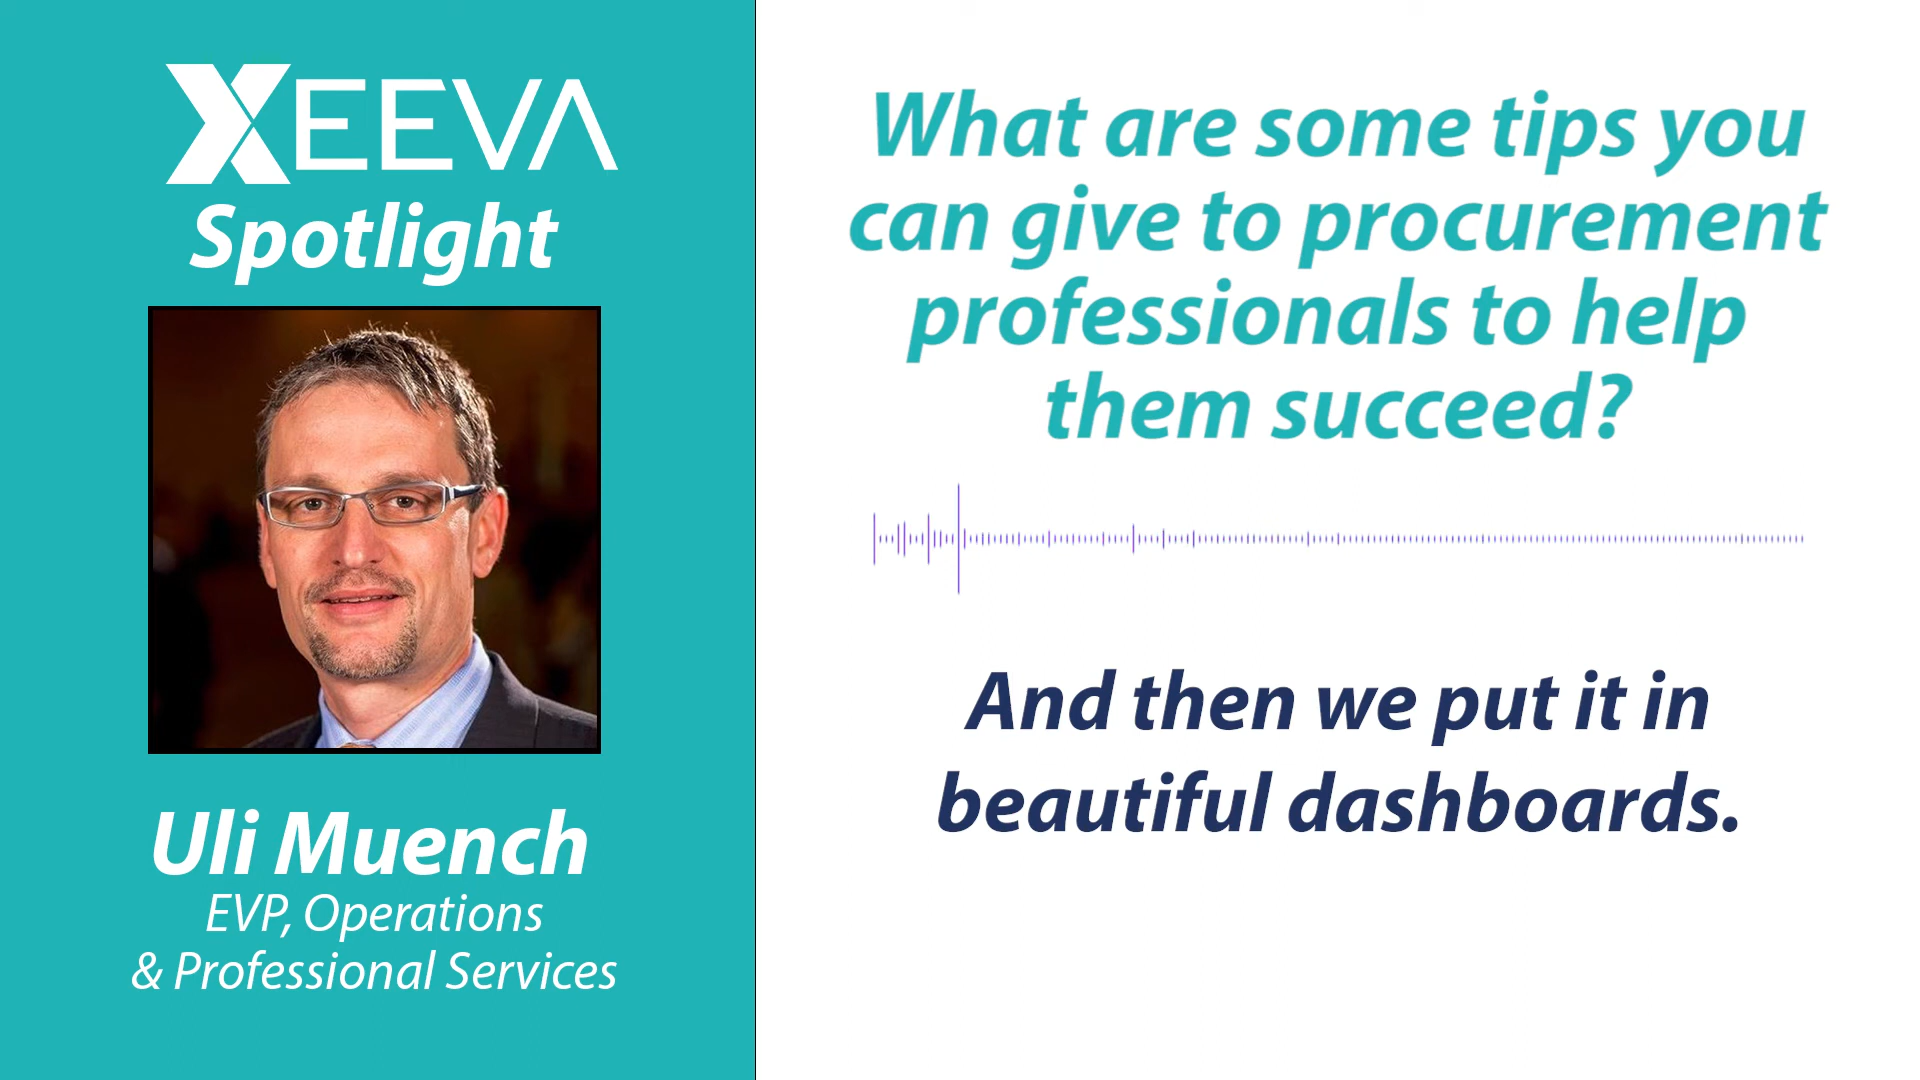 XEEVA
Spotlight
Uli Muench
EVP, Operations
& Professional Services
What are some tips you
can give to procurement
professionals to help
them succeed?
And then we put it in
beautiful dashboards.